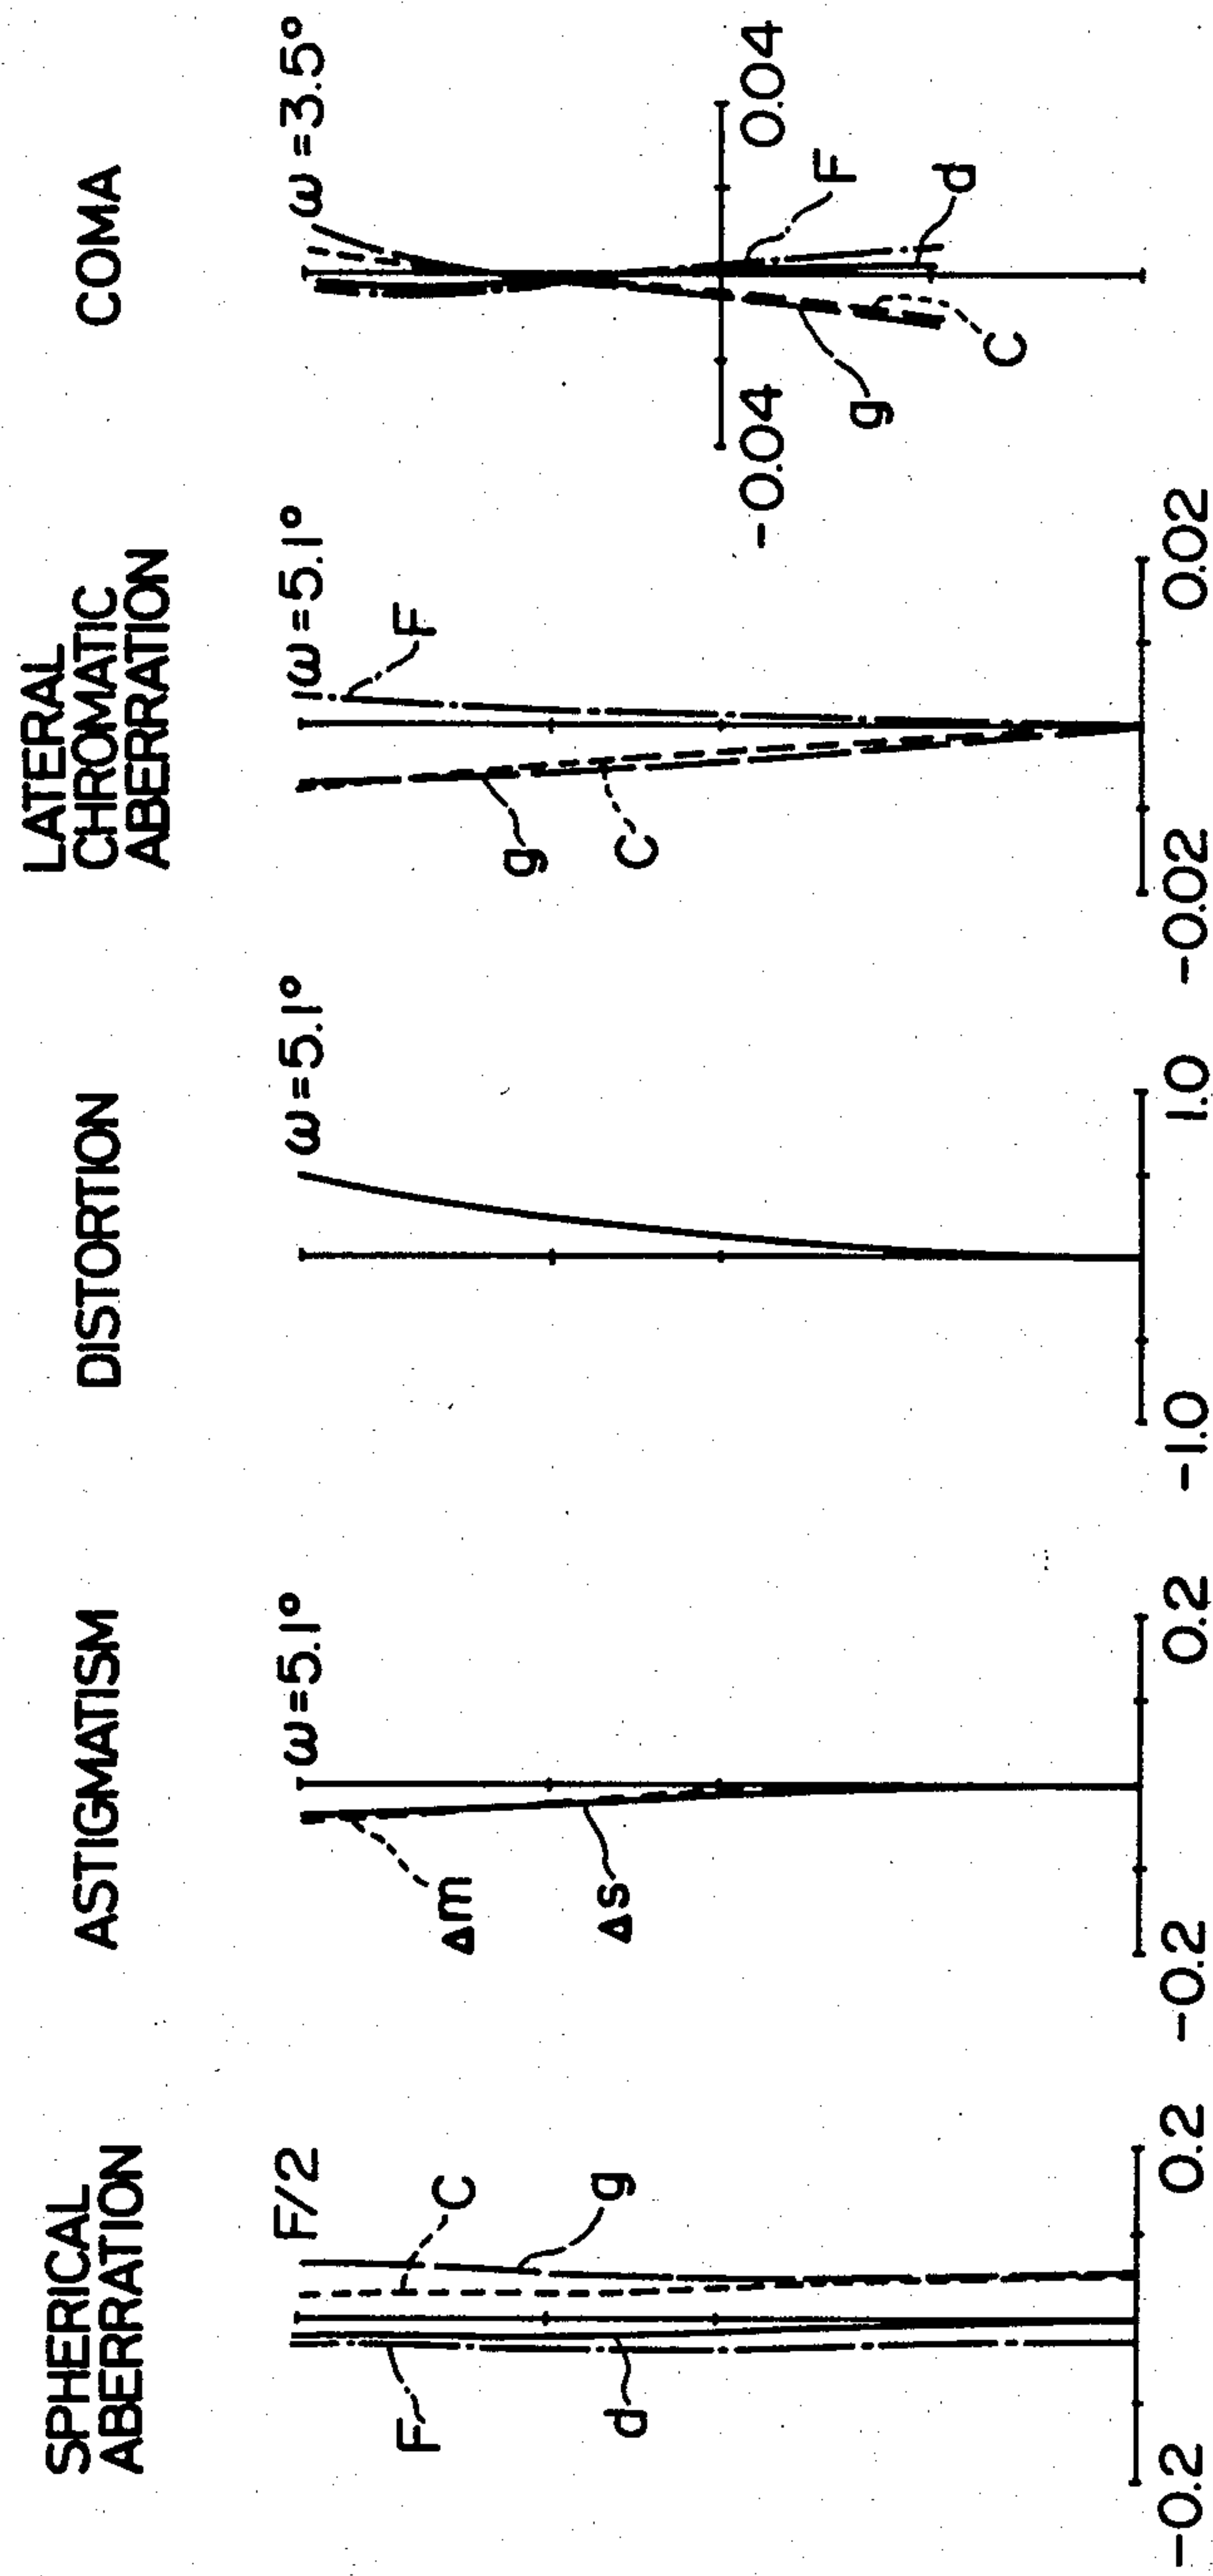 SPHERICAL
ABERRATION
F/2
C
g
F
d
-0.2
0.2
ASTIGMATISM
ω=5.1°
Δm
Δs
-0.2
0.2
DISTORTION
ω=5.1°
-1.0
1.0
LATERAL
CHROMATIC
ABERRATION
ω=5.1°
F
g
C
-0.02
0.02
COMA
ω=3.5°
-0.04
0.04
F
d
g
C